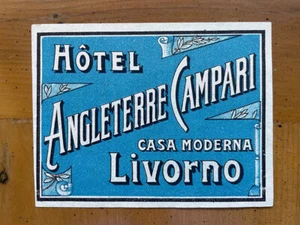 HÔTEL
ANGLETERRE CAMPARI
CASA MODERNA
LIVORNO